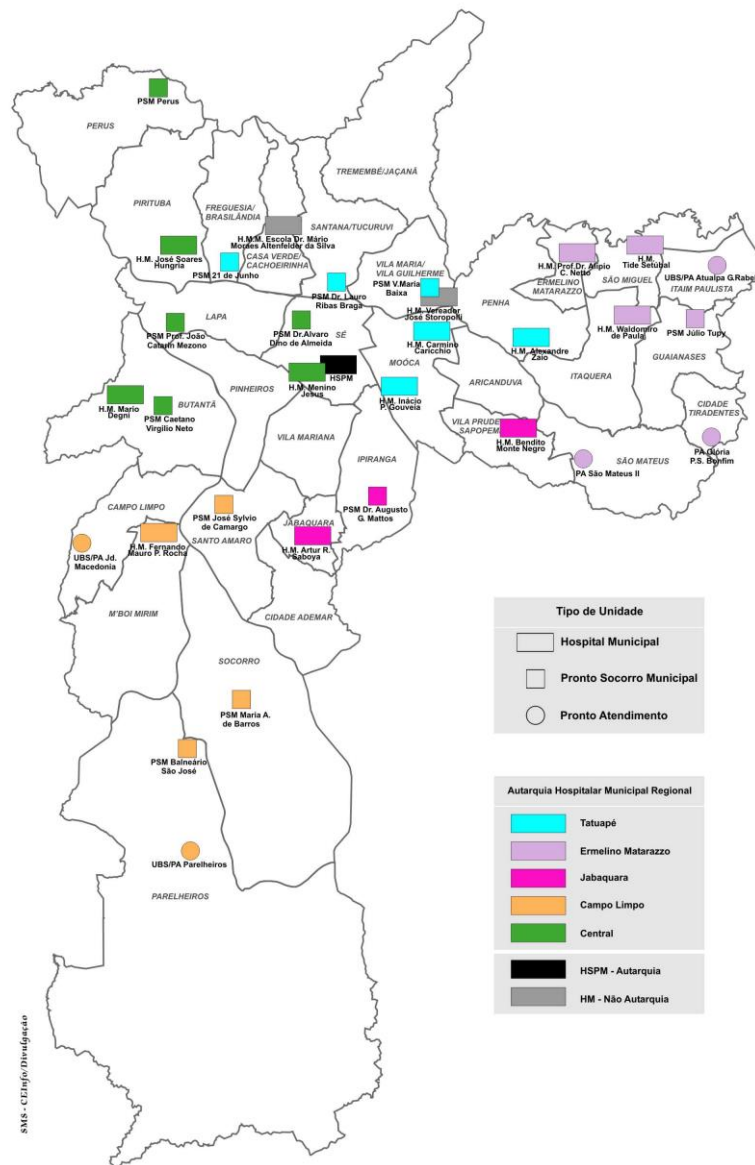 PSM Perus
PERUS
TREMEMBÉ/JAÇANÃ
PIRITUBA
FREGUESIA/
BRASILÂNDIA
H.M.M. Escola Dr. Mário
Moraes Altenfelder da Silva
SANTANA/TUCURUVI
H.M. José Soares
Hungria
PSM 21 de Junho
CASA VERDE/
CACHOEIRINHA
VILA MARIA/
VILA GUILHERME
PSM Dr. Lauro
Ribas Braga
PSM V.Maria
Baixa
H.M. Vereador
José Storopolli
PENHA
H.M. Prof.Dr. Alípio
C. Netto
ERMELINO
MATARAZZO
H.M.
Tide Setúbal
SÃO MIGUEL
UBS/PA Atualpa G.Rabelo
ITAIM PAULISTA
LAPA
PSM Prof. João
Catarin Mezono
PSM Dr.Alvaro
Dino de Almeida
SÉ
H.M. Carmino
Caricchio
H.M. Alexandre
Zaio
H.M. Waldomiro
de Paula
PSM Júlio Tupy
GUAIANASES
HSPM
H.M. Menino
Jesus
MOÓCA
H.M. Inácio
P. Gouveia
ARICANDUVA
ITAQUERA
CIDADE
TIRADENTES
H.M. Mario
Degni
BUTANTÃ
PSM Caetano
Virgilio Neto
PINHEIROS
VILA MARIANA
IPIRANGA
H.M. Bendito
Monte Negro
SÃO MATEUS
PA São Mateus II
PA Glória
P.S. Bonfim
CAMPO LIMPO
PSM José Sylvio
de Camargo
SANTO AMARO
PSM Dr. Augusto
G. Mattos
JABAQUARA
H.M. Artur R.
Saboya
UBS/PA Jd.
Macedonia
H.M. Fernando
Mauro P. Rocha
M'BOI MIRIM
CIDADE ADEMAR
SOCORRO
PSM Maria A.
de Barros
PSM Balneário
São José
UBS/PA Parelheiros
PARELHEIROS
Tipo de Unidade
Hospital Municipal
Pronto Socorro Municipal
Pronto Atendimento
Autarquia Hospitalar Municipal Regional
Tatuapé
Ermelino Matarazzo
Jabaquara
Campo Limpo
Central
HSPM - Autarquia
HM - Não Autarquia
SMS - CEInfo/Divulgação